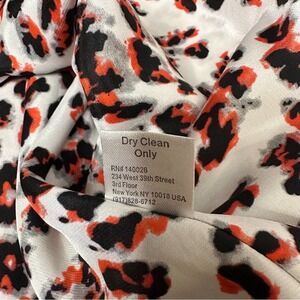 Dry Clean
Only
RN# 140026
234 West 39th Street
3rd Floor
New York NY 10018 USA
(917)828-6712